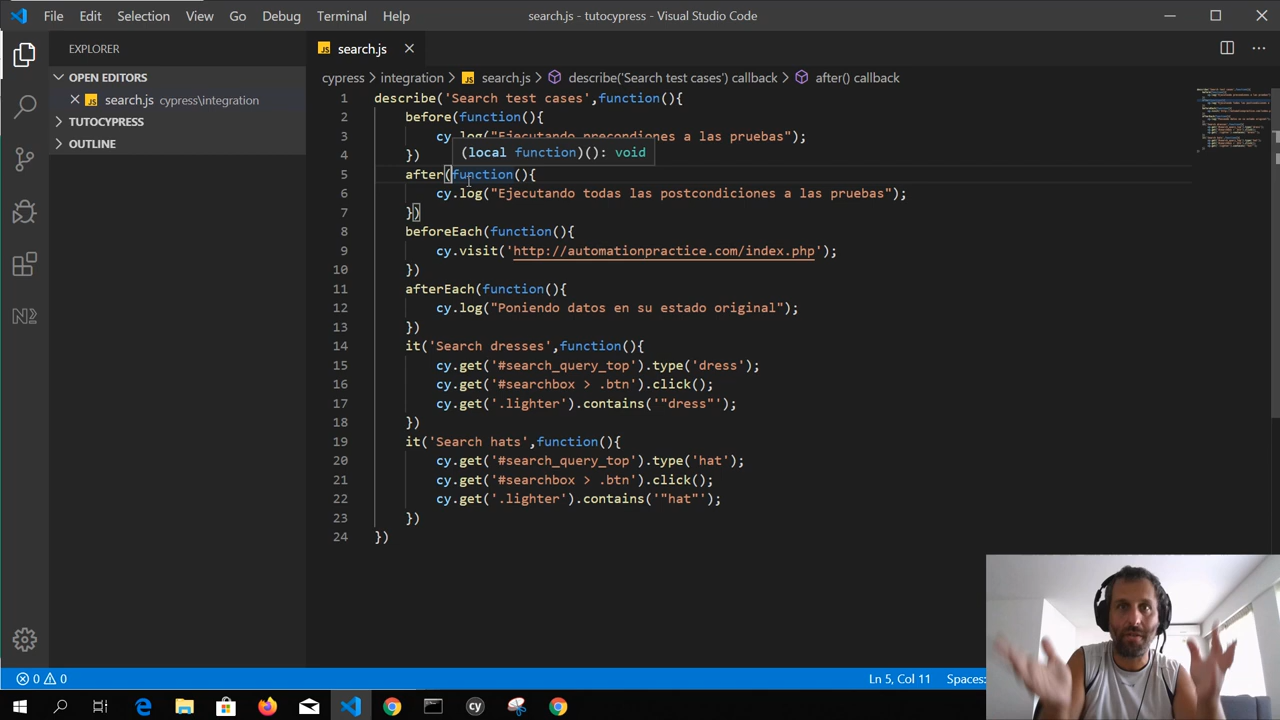 File Edit Selection View Go Debug Terminal Help search.js - tutocypress - Visual Studio Code
EXPLORER
OPEN EDITORS
search.js cypress\integration
TUTOCYPRESS
OUTLINE
JS search.js
cypress > integration > JS search.js > describe('Search test cases') callback > after() callback
1 describe('Search test cases',function(){
2 before(function(){
3 cy.log("Ejecutando precondiciones a las pruebas");
(local function)(): void
4 })
5 after(function(){
6 cy.log("Ejecutando todas las postcondiciones a las pruebas");
7 })
8 beforeEach(function(){
9 cy.visit('http://automationpractice.com/index.php');
10 })
11 afterEach(function(){
12 cy.log("Poniendo datos en su estado original");
13 })
14 it('Search dresses',function(){
15 cy.get('#search_query_top').type('dress');
16 cy.get('#searchbox > .btn').click();
17 cy.get('.lighter').contains('"dress"');
18 })
19 it('Search hats',function(){
20 cy.get('#search_query_top').type('hat');
21 cy.get('#searchbox > .btn').click();
22 cy.get('.lighter').contains('"hat"');
23 })
24 })
0 0 Ln 5, Col 11 Spaces:
cy